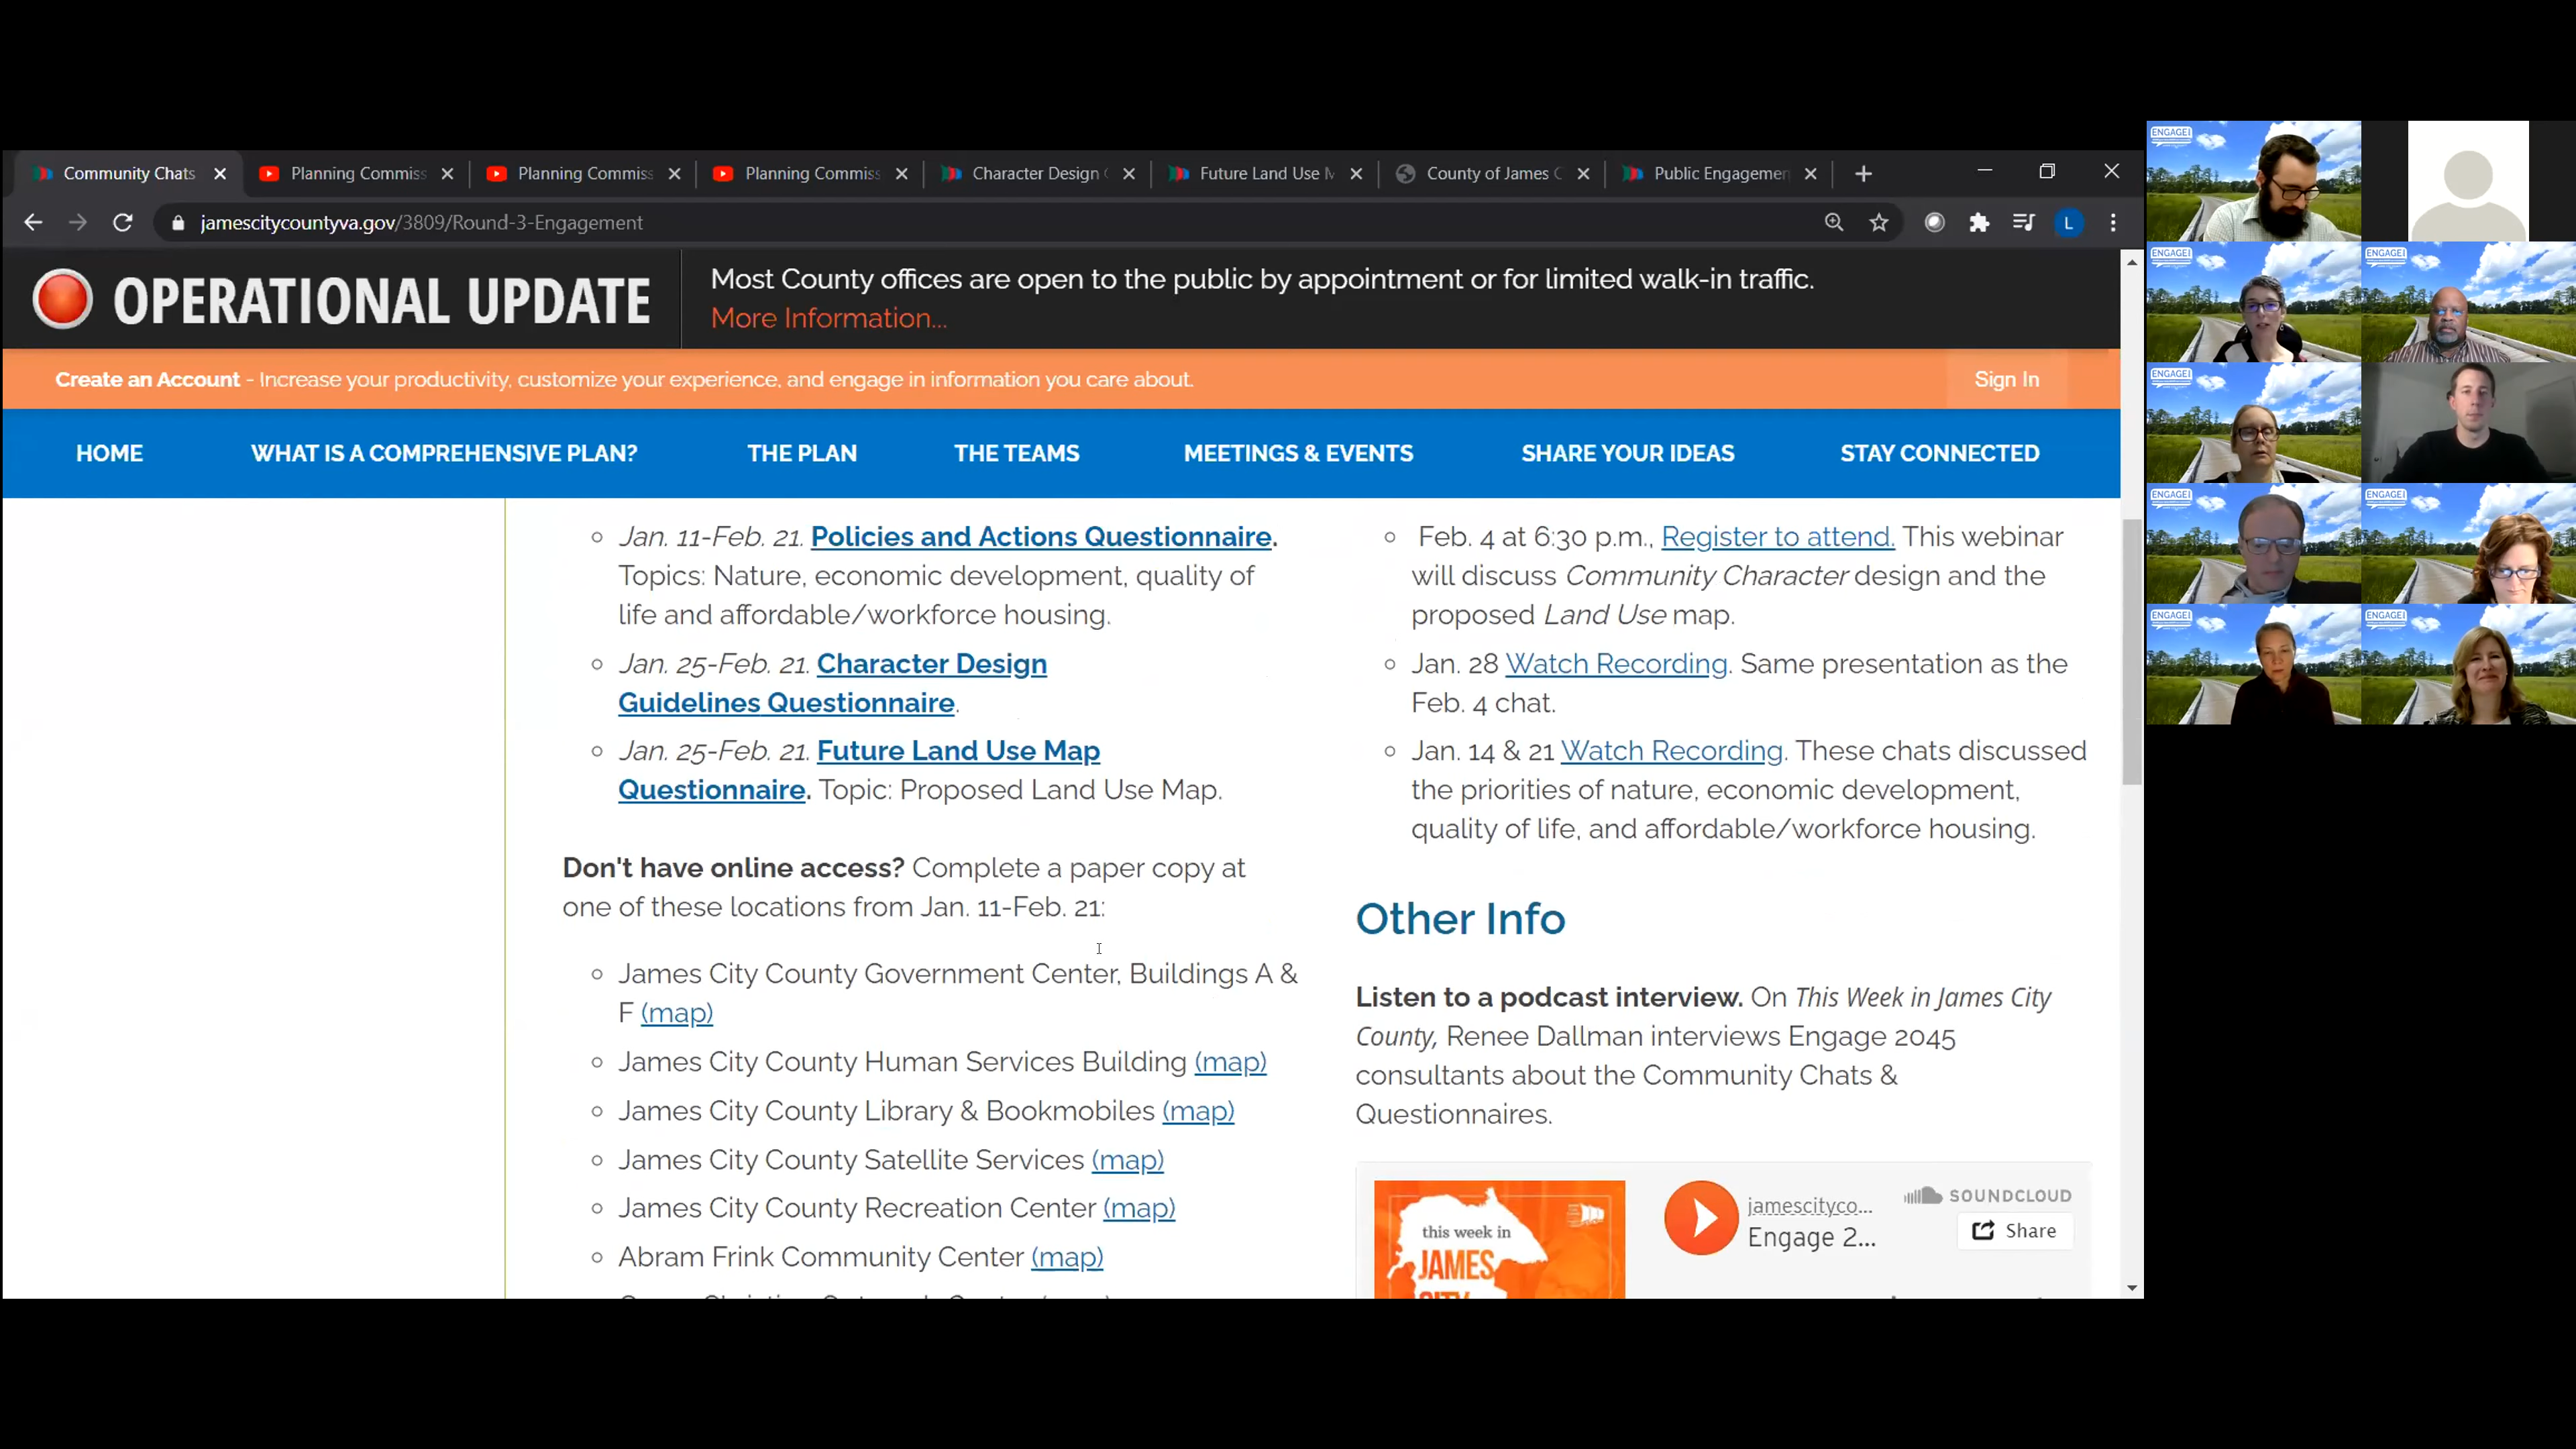 Community Chats
Planning Commiss
Planning Commiss
Planning Commiss
Character Design
Future Land Use M
County of James C
Public Engagemen
jamescitycountyva.gov/3809/Round-3-Engagement
L
OPERATIONAL UPDATE
Most County offices are open to the public by appointment or for limited walk-in traffic.
More Information...
Create an Account - Increase your productivity, customize your experience, and engage in information you care about.
Sign In
HOME
WHAT IS A COMPREHENSIVE PLAN?
THE PLAN
THE TEAMS
MEETINGS & EVENTS
SHARE YOUR IDEAS
STAY CONNECTED
Jan. 11-Feb. 21. Policies and Actions Questionnaire.
Topics: Nature, economic development, quality of
life and affordable/workforce housing.
Jan. 25-Feb. 21. Character Design
Guidelines Questionnaire.
Jan. 25-Feb. 21. Future Land Use Map
Questionnaire. Topic: Proposed Land Use Map.
Don't have online access? Complete a paper copy at
one of these locations from Jan. 11-Feb. 21:
James City County Government Center, Buildings A &
F (map)
James City County Human Services Building (map)
James City County Library & Bookmobiles (map)
James City County Satellite Services (map)
James City County Recreation Center (map)
Abram Frink Community Center (map)
Feb. 4 at 6:30 p.m., Register to attend. This webinar
will discuss Community Character design and the
proposed Land Use map.
Jan. 28 Watch Recording. Same presentation as the
Feb. 4 chat.
Jan. 14 & 21 Watch Recording. These chats discussed
the priorities of nature, economic development,
quality of life, and affordable/workforce housing.
Other Info
Listen to a podcast interview. On This Week in James City
County, Renee Dallman interviews Engage 2045
consultants about the Community Chats &
Questionnaires.
this week in
JAMES
CITY
jamescityco...
Engage 2...
SOUNDCLOUD
Share
ENGAGE
ENGAGE
ENGAGE
ENGAGE
ENGAGE
ENGAGE
ENGAGE
ENGAGE